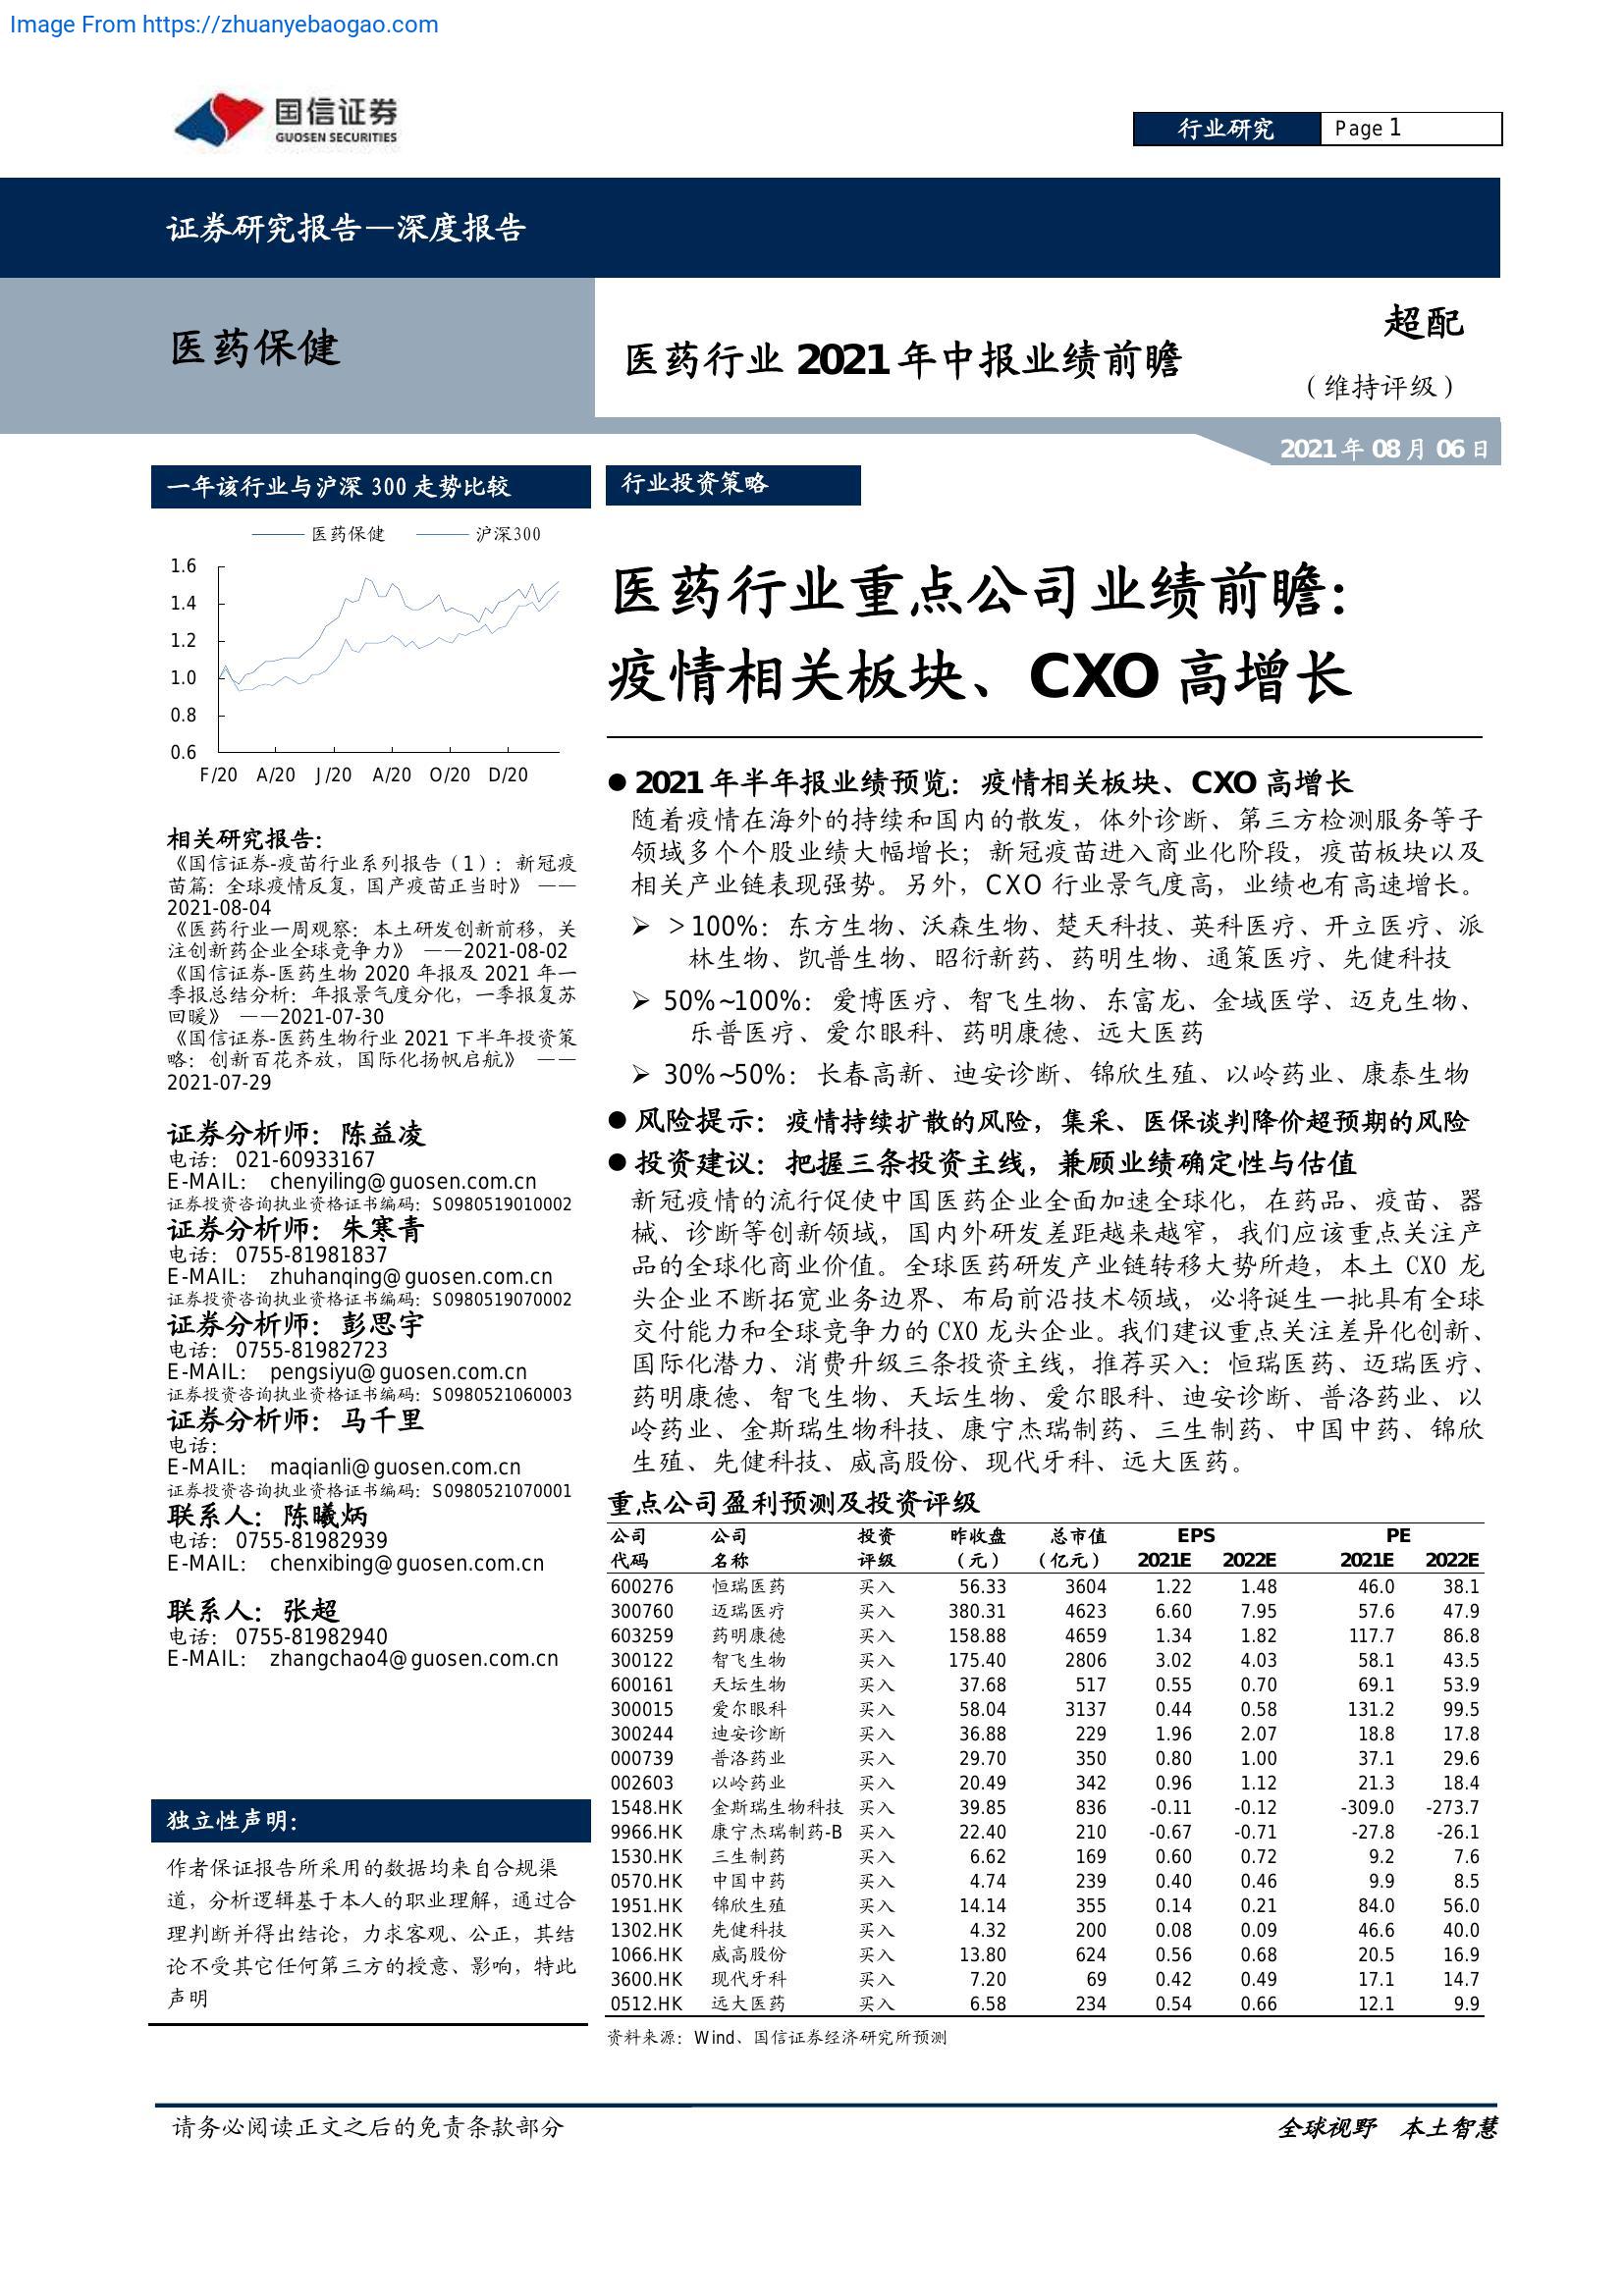 Image From https://zhuanyebaogao.com
国信证券
GUOSEN SECURITIES
行业研究
Page 1
证券研究报告—深度报告
医药保健
医药行业 2021 年中报业绩前瞻
超配
（维持评级）
2021 年 08 月 06 日
一年该行业与沪深 300 走势比较
医药保健 沪深300
1.6
1.4
1.2
1.0
0.8
0.6
F/20 A/20 J/20 A/20 O/20 D/20
相关研究报告：
《国信证券-疫苗行业系列报告（1）：新冠疫
苗篇：全球疫情反复，国产疫苗正当时》 ——
2021-08-04
《医药行业一周观察：本土研发创新前移，关
注创新药企业全球竞争力》 ——2021-08-02
《国信证券-医药生物 2020 年报及 2021 年一
季报总结分析：年报景气度分化，一季报复苏
回暖》 ——2021-07-30
《国信证券-医药生物行业 2021 下半年投资策
略：创新百花齐放，国际化扬帆启航》 ——
2021-07-29
证券分析师：陈益凌
电话： 021-60933167
E-MAIL： chenyiling@guosen.com.cn
证券投资咨询执业资格证书编码：S0980519010002
证券分析师：朱寒青
电话： 0755-81981837
E-MAIL： zhuhanqing@guosen.com.cn
证券投资咨询执业资格证书编码：S0980519070002
证券分析师：彭思宇
电话： 0755-81982723
E-MAIL： pengsiyu@guosen.com.cn
证券投资咨询执业资格证书编码：S0980521060003
证券分析师：马千里
电话：
E-MAIL： maqianli@guosen.com.cn
证券投资咨询执业资格证书编码：S0980521070001
联系人：陈曦炳
电话： 0755-81982939
E-MAIL： chenxibing@guosen.com.cn
联系人：张超
电话： 0755-81982940
E-MAIL： zhangchao4@guosen.com.cn
独立性声明：
作者保证报告所采用的数据均来自合规渠
道，分析逻辑基于本人的职业理解，通过合
理判断并得出结论，力求客观、公正，其结
论不受其它任何第三方的授意、影响，特此
声明
行业投资策略
医药行业重点公司业绩前瞻：
疫情相关板块、CXO 高增长
● 2021 年半年报业绩预览：疫情相关板块、CXO 高增长
随着疫情在海外的持续和国内的散发，体外诊断、第三方检测服务等子
领域多个个股业绩大幅增长；新冠疫苗进入商业化阶段，疫苗板块以及
相关产业链表现强势。另外，CXO 行业景气度高，业绩也有高速增长。
➢ ＞100%：东方生物、沃森生物、楚天科技、英科医疗、开立医疗、派
林生物、凯普生物、昭衍新药、药明生物、通策医疗、先健科技
➢ 50%~100%：爱博医疗、智飞生物、东富龙、金域医学、迈克生物、
乐普医疗、爱尔眼科、药明康德、远大医药
➢ 30%~50%：长春高新、迪安诊断、锦欣生殖、以岭药业、康泰生物
● 风险提示：疫情持续扩散的风险，集采、医保谈判降价超预期的风险
● 投资建议：把握三条投资主线，兼顾业绩确定性与估值
新冠疫情的流行促使中国医药企业全面加速全球化，在药品、疫苗、器
械、诊断等创新领域，国内外研发差距越来越窄，我们应该重点关注产
品的全球化商业价值。全球医药研发产业链转移大势所趋，本土 CXO 龙
头企业不断拓宽业务边界、布局前沿技术领域，必将诞生一批具有全球
交付能力和全球竞争力的 CXO 龙头企业。我们建议重点关注差异化创新、
国际化潜力、消费升级三条投资主线，推荐买入：恒瑞医药、迈瑞医疗、
药明康德、智飞生物、天坛生物、爱尔眼科、迪安诊断、普洛药业、以
岭药业、金斯瑞生物科技、康宁杰瑞制药、三生制药、中国中药、锦欣
生殖、先健科技、威高股份、现代牙科、远大医药。
重点公司盈利预测及投资评级
公司 公司 投资 昨收盘 总市值 EPS PE
代码 名称 评级 （元） （亿元） 2021E 2022E 2021E 2022E
600276 恒瑞医药 买入 56.33 3604 1.22 1.48 46.0 38.1
300760 迈瑞医疗 买入 380.31 4623 6.60 7.95 57.6 47.9
603259 药明康德 买入 158.88 4659 1.34 1.82 117.7 86.8
300122 智飞生物 买入 175.40 2806 3.02 4.03 58.1 43.5
600161 天坛生物 买入 37.68 517 0.55 0.70 69.1 53.9
300015 爱尔眼科 买入 58.04 3137 0.44 0.58 131.2 99.5
300244 迪安诊断 买入 36.88 229 1.96 2.07 18.8 17.8
000739 普洛药业 买入 29.70 350 0.80 1.00 37.1 29.6
002603 以岭药业 买入 20.49 342 0.96 1.12 21.3 18.4
1548.HK 金斯瑞生物科技 买入 39.85 836 -0.11 -0.12 -309.0 -273.7
9966.HK 康宁杰瑞制药-B 买入 22.40 210 -0.67 -0.71 -27.8 -26.1
1530.HK 三生制药 买入 6.62 169 0.60 0.72 9.2 7.6
0570.HK 中国中药 买入 4.74 239 0.40 0.46 9.9 8.5
1951.HK 锦欣生殖 买入 14.14 355 0.14 0.21 84.0 56.0
1302.HK 先健科技 买入 4.32 200 0.08 0.09 46.6 40.0
1066.HK 威高股份 买入 13.80 624 0.56 0.68 20.5 16.9
3600.HK 现代牙科 买入 7.20 69 0.42 0.49 17.1 14.7
0512.HK 远大医药 买入 6.58 234 0.54 0.66 12.1 9.9
资料来源：Wind、国信证券经济研究所预测
请务必阅读正文之后的免责条款部分
全球视野 本土智慧